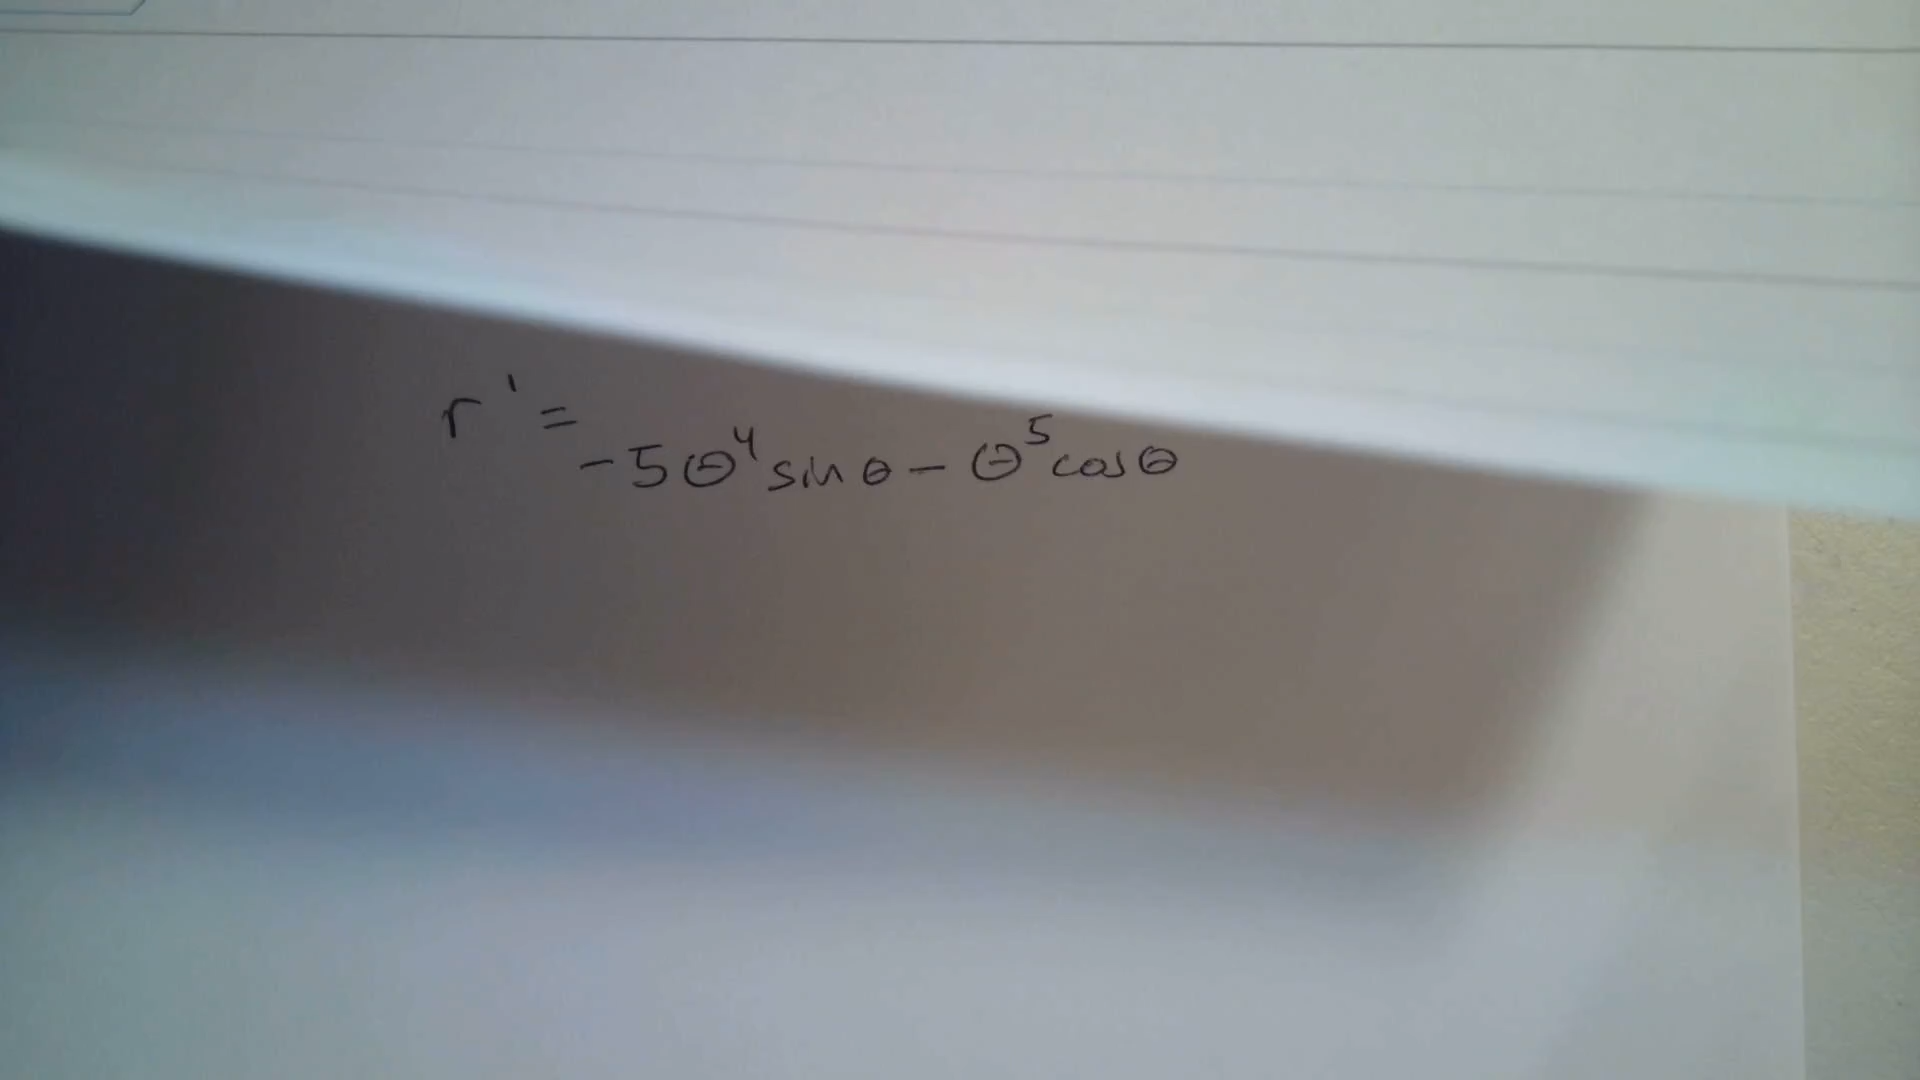 r' =
-5θ⁴ sin θ - θ⁵ cos θ